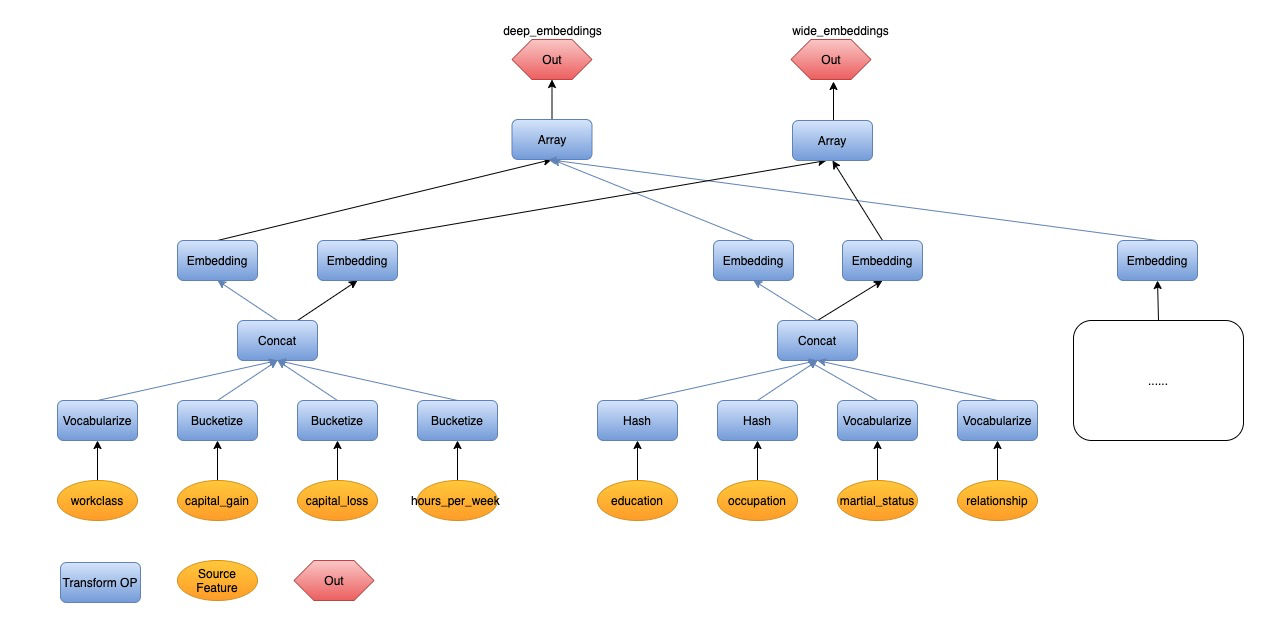 deep_embeddings
wide_embeddings
Out
Out
Array
Array
Embedding
Embedding
Embedding
Embedding
Embedding
Concat
Concat
......
Vocabularize
Bucketize
Bucketize
Bucketize
Hash
Hash
Vocabularize
Vocabularize
workclass
capital_gain
capital_loss
hours_per_week
education
occupation
martial_status
relationship
Transform OP
Source
Feature
Out